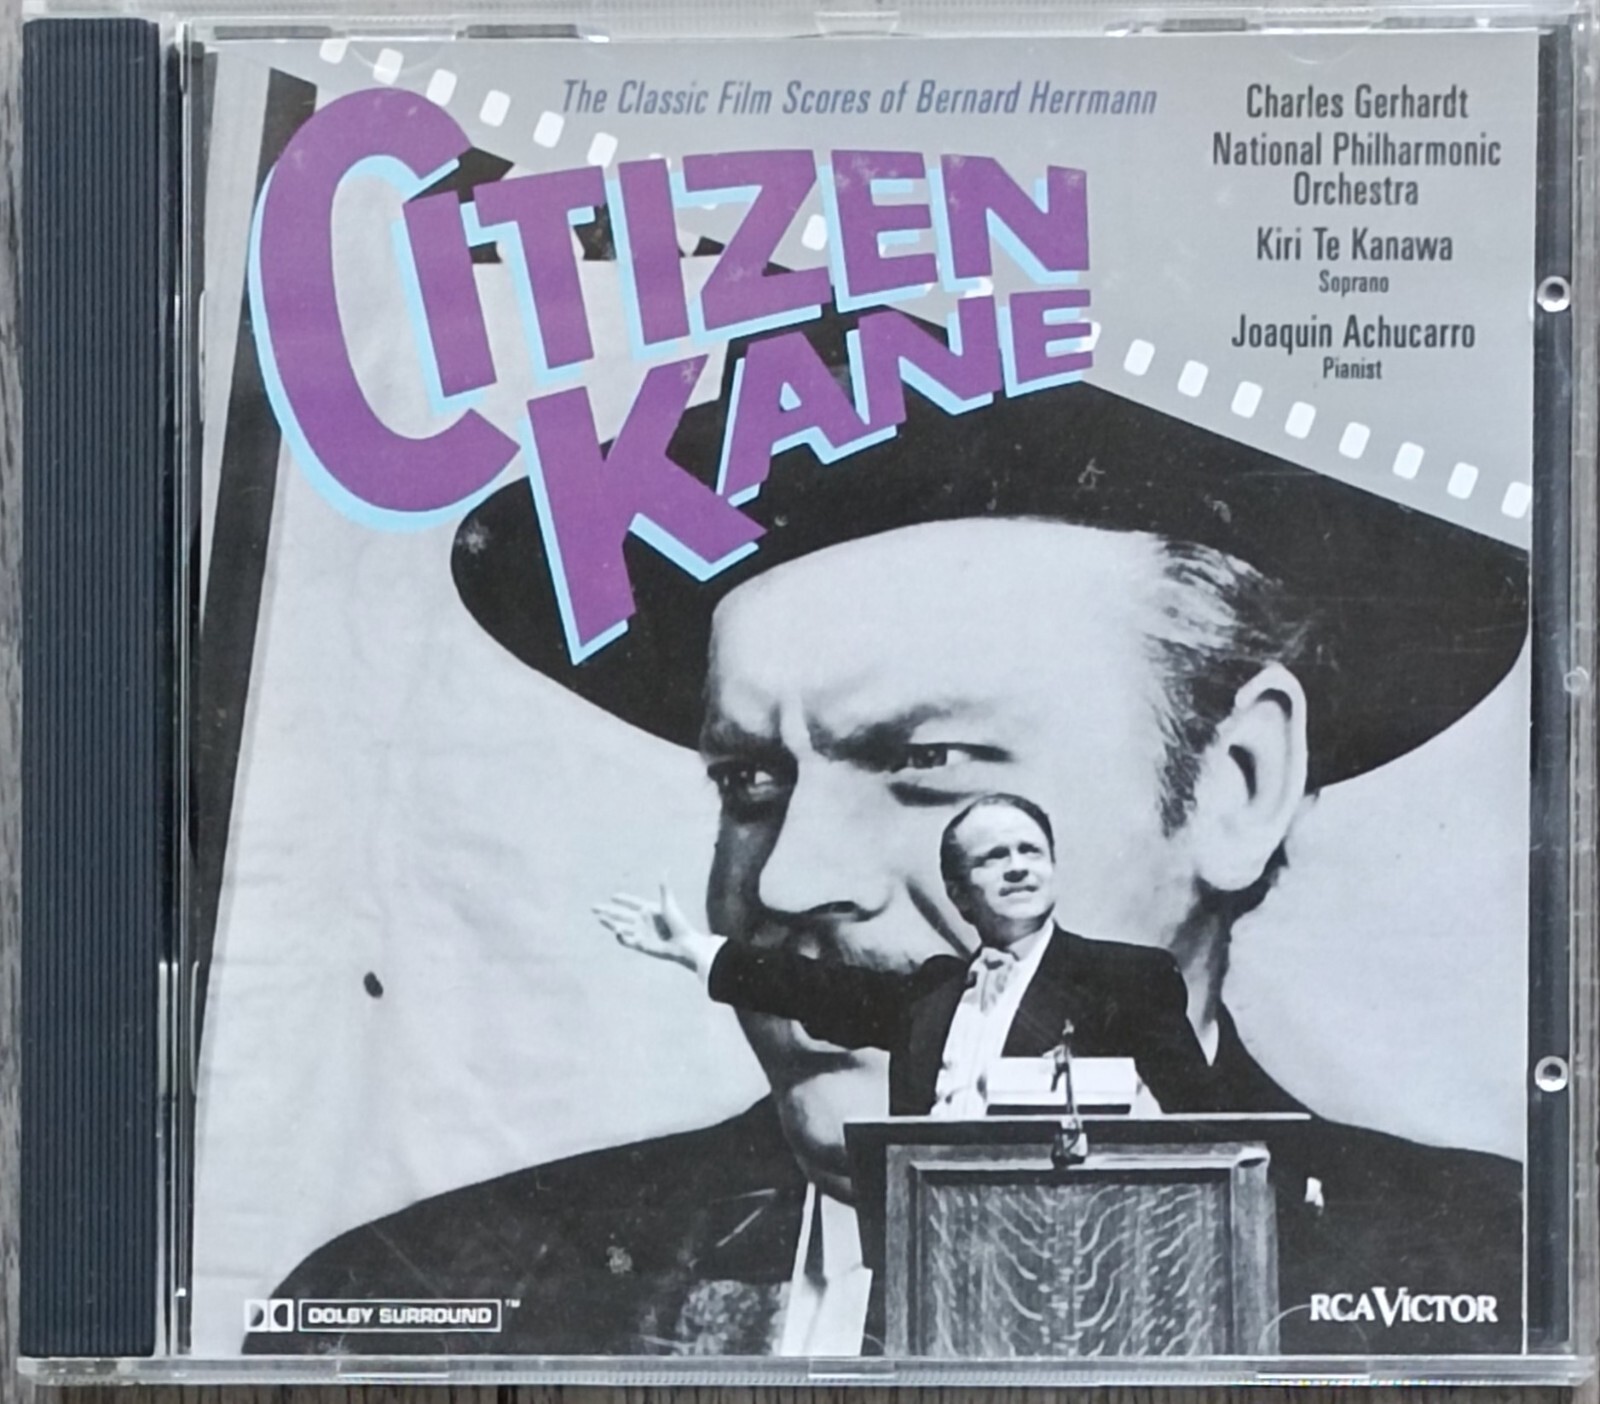 The Classic Film Scores of Bernard Herrmann
CITIZEN
KANE
Charles Gerhardt
National Philharmonic
Orchestra
Kiri Te Kanawa
Soprano
Joaquin Achucarro
Pianist
DOLBY SURROUND™
RCA VICTOR